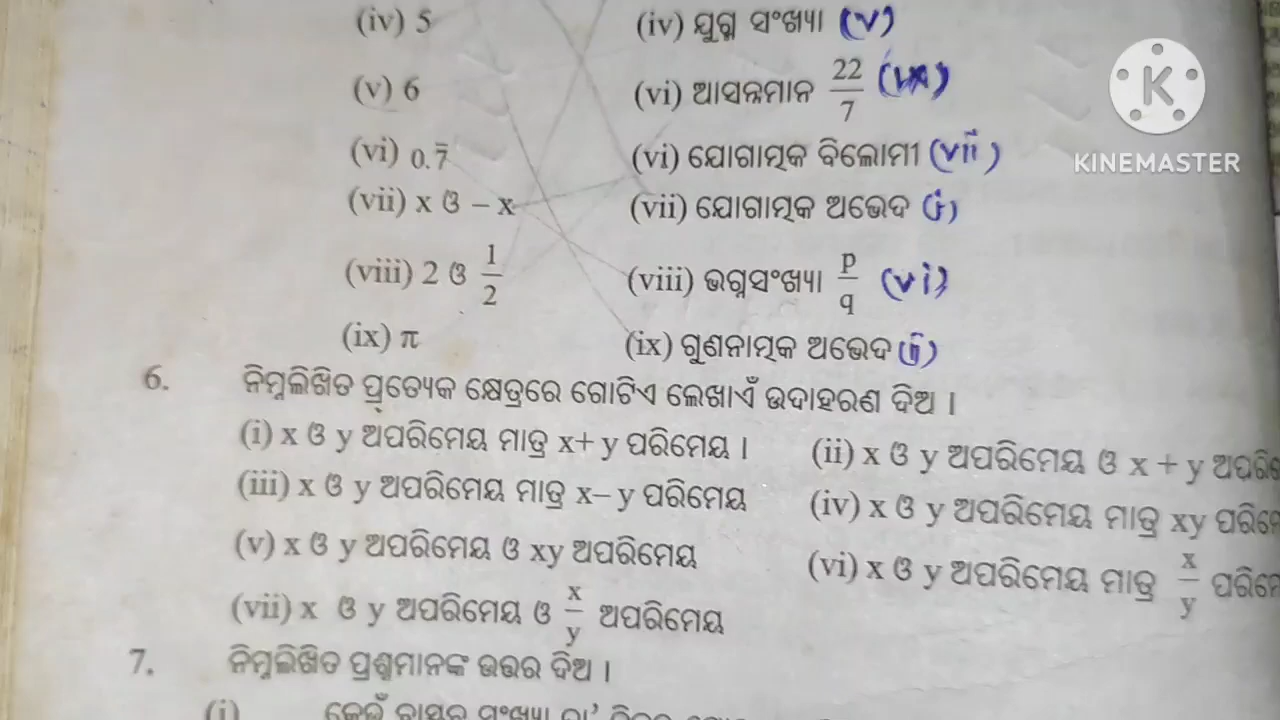 (iv) 5 (iv) ଯୁଗ୍ମ ସଂଖ୍ୟା (v)
(v) 6 (vi) ଆସନ୍ନମାନ 22/7 (ix)
(vi) 0.7̄ (vi) ଯୋଗାତ୍ମକ ବିଲୋମୀ (vii)
(vii) x ଓ – x (vii) ଯୋଗାତ୍ମକ ଅଭେଦ (i)
(viii) 2 ଓ 1/2 (viii) ଭଗ୍ନସଂଖ୍ୟା p/q (vi)
(ix) π (ix) ଗୁଣନାତ୍ମକ ଅଭେଦ (ii)
KINEMASTER
6. ନିମ୍ନଲିଖିତ ପ୍ରତ୍ୟେକ କ୍ଷେତ୍ରରେ ଗୋଟିଏ ଲେଖାଏଁ ଉଦାହରଣ ଦିଅ ।
(i) x ଓ y ଅପରିମେୟ ମାତ୍ର x+ y ପରିମେୟ । (ii) x ଓ y ଅପରିମେୟ ଓ x + y
(iii) x ଓ y ଅପରିମେୟ ମାତ୍ର x– y ପରିମେୟ (iv) x ଓ y ଅପରିମେୟ ମାତ୍ର xy
(v) x ଓ y ଅପରିମେୟ ଓ xy ଅପରିମେୟ (vi) x ଓ y ଅପରିମେୟ ମାତ୍ର x/y
(vii) x ଓ y ଅପରିମେୟ ଓ x/y ଅପରିମେୟ
7. ନିମ୍ନଲିଖିତ ପ୍ରଶ୍ନମାନଙ୍କ ଉତ୍ତର ଦିଅ ।
(i)